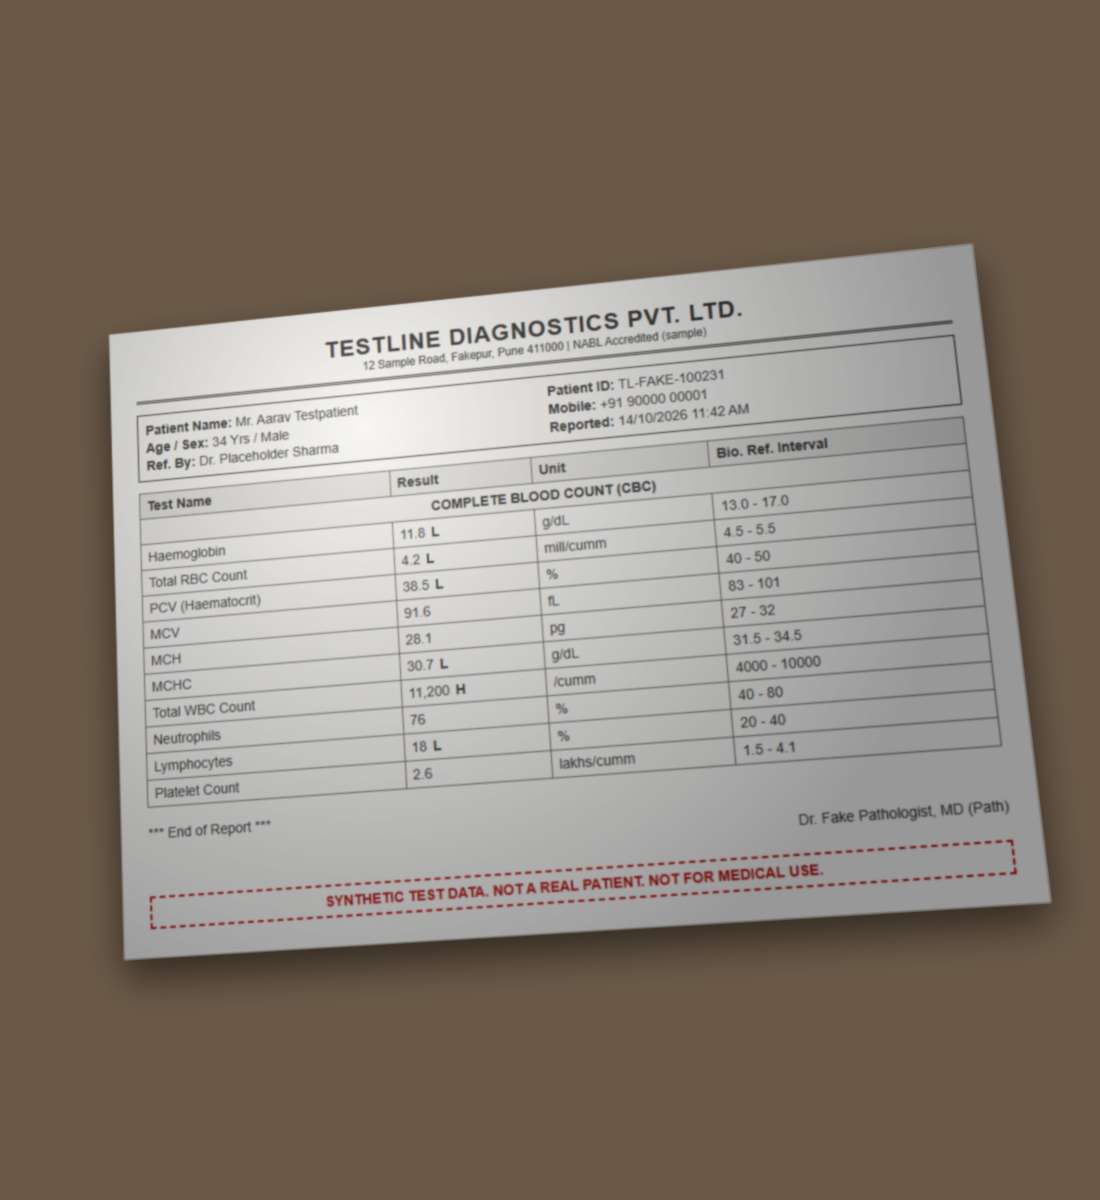 TESTLINE DIAGNOSTICS PVT. LTD.
12 Sample Road, Fakepur, Pune 411000 | NABL Accredited (sample)
Patient Name: Mr. Aarav Testpatient
Age / Sex: 34 Yrs / Male
Ref. By: Dr. Placeholder Sharma
Patient ID: TL-FAKE-100231
Mobile: +91 90000 00001
Reported: 14/10/2026 11:42 AM
Test Name Result Unit Bio. Ref. Interval
COMPLETE BLOOD COUNT (CBC)
Haemoglobin 11.8 L g/dL 13.0 - 17.0
Total RBC Count 4.2 L mill/cumm 4.5 - 5.5
PCV (Haematocrit) 38.5 L % 40 - 50
MCV 91.6 fL 83 - 101
MCH 28.1 pg 27 - 32
MCHC 30.7 L g/dL 31.5 - 34.5
Total WBC Count 11,200 H /cumm 4000 - 10000
Neutrophils 76 % 40 - 80
Lymphocytes 18 L % 20 - 40
Platelet Count 2.6 lakhs/cumm 1.5 - 4.1
*** End of Report ***
Dr. Fake Pathologist, MD (Path)
SYNTHETIC TEST DATA. NOT A REAL PATIENT. NOT FOR MEDICAL USE.